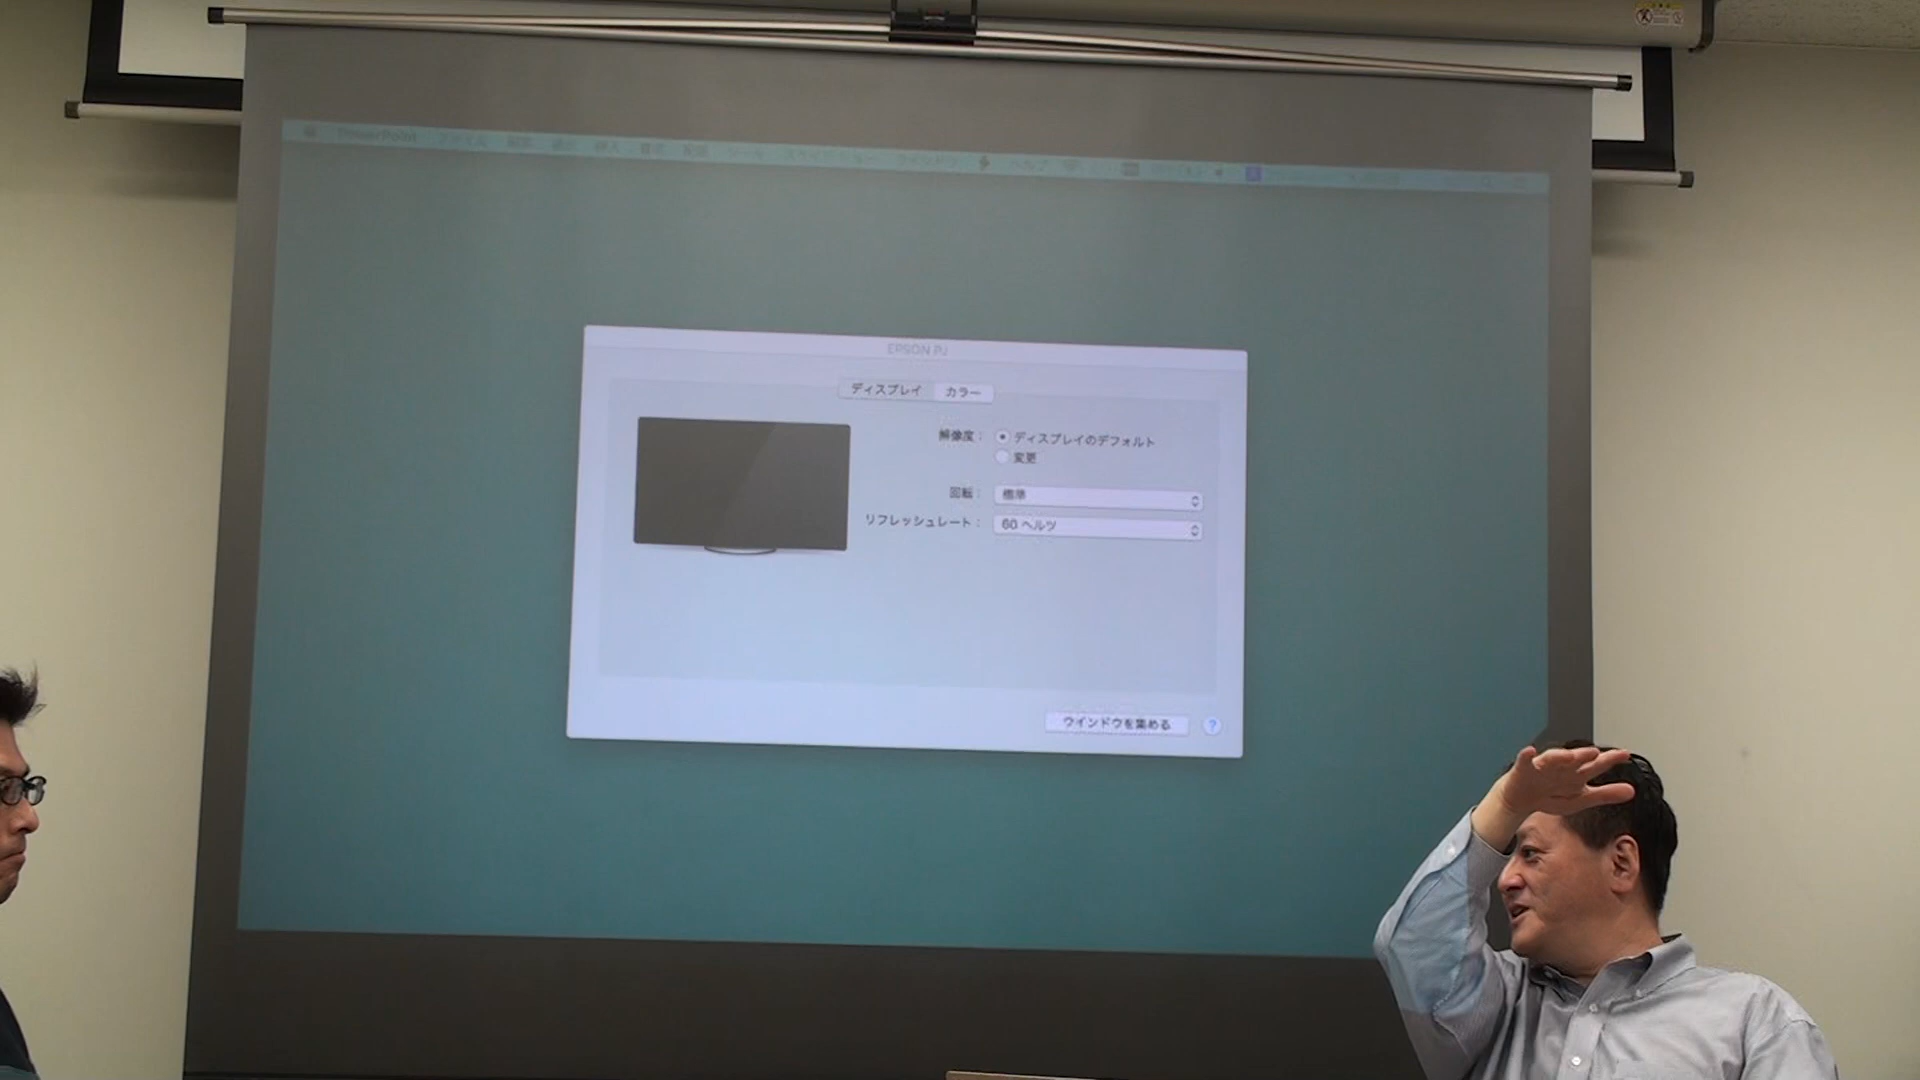 PowerPoint
EPSON PJ
ディスプレイ カラー
解像度： ディスプレイのデフォルト
変更
回転： 標準
リフレッシュレート： 60 ヘルツ
ウインドウを集める ?